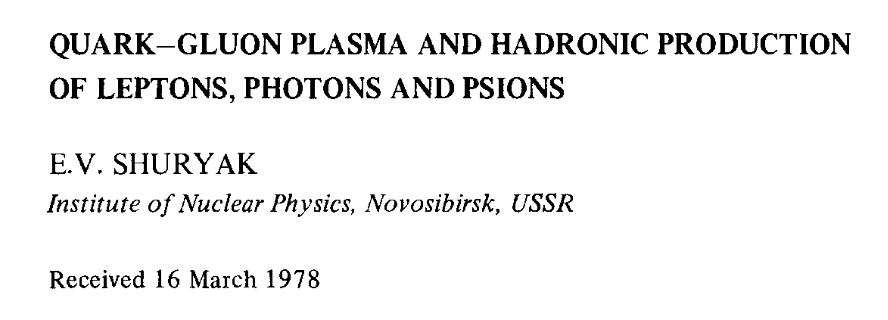 QUARK–GLUON PLASMA AND HADRONIC PRODUCTION
OF LEPTONS, PHOTONS AND PSIONS
E.V. SHURYAK
Institute of Nuclear Physics, Novosibirsk, USSR
Received 16 March 1978